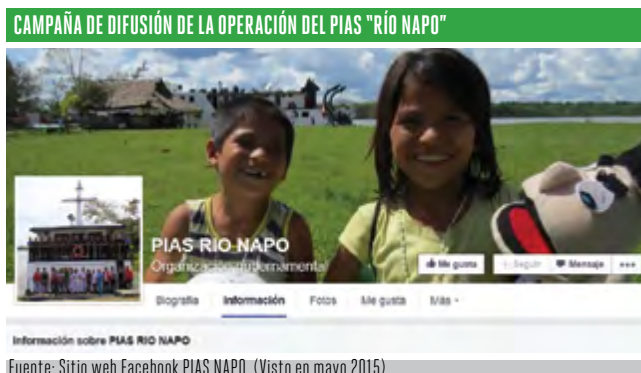 CAMPAÑA DE DIFUSIÓN DE LA OPERACIÓN DEL PIAS "RÍO NAPO"
PIAS RIO NAPO
Organización gubernamental
Me gusta Seguir Mensaje
Biografía Información Fotos Me gusta Más
Información sobre PIAS RIO NAPO
Fuente: Sitio web Facebook PIAS NAPO. (Visto en mayo 2015)